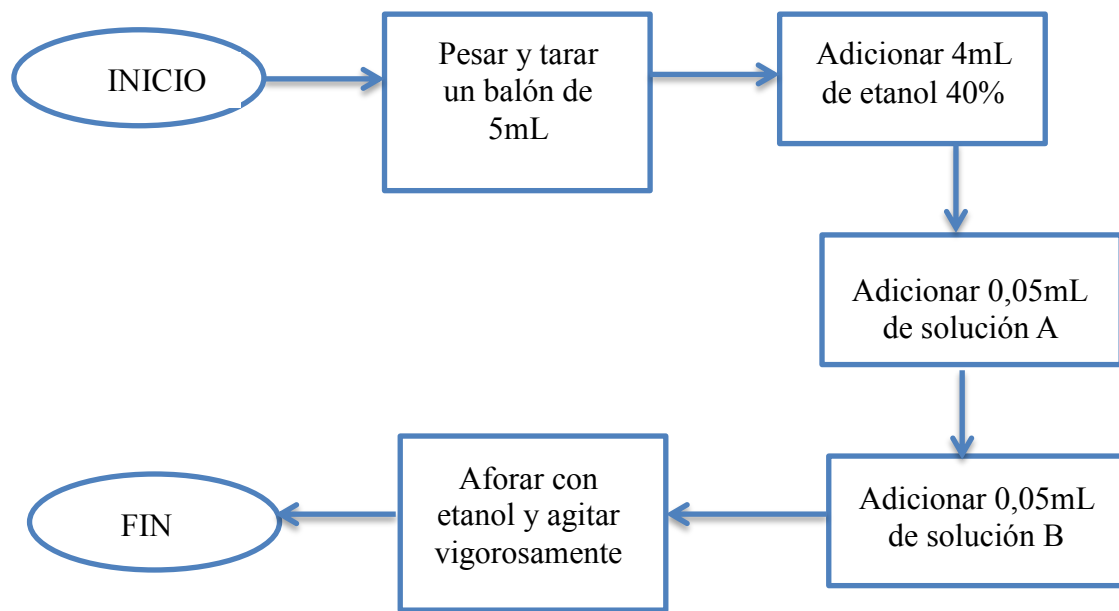 INICIO
Pesar y tarar
un balón de
5mL
Adicionar 4mL
de etanol 40%
Adicionar 0,05mL
de solución A
Adicionar 0,05mL
de solución B
Aforar con
etanol y agitar
vigorosamente
FIN